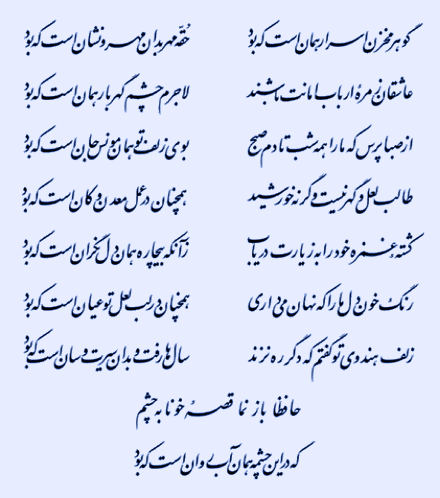 گوهر مخزن اسرار همان است که بود حقّه مهر بدان مهر و نشان است که بود
عاشقان زمره ارباب امانت باشند لاجرم چشم گهربار همان است که بود
از صبا پرس که ما را همه شب تا دم صبح بوی زلف تو همان مونس جان است که بود
طالب لعل و گهر نیست وگرنه خورشید همچنان در عمل معدن و کان است که بود
کشته غمزه خود را به زیارت دریاب زانکه بیچاره همان دل نگران است که بود
رنگ خون دل ما را که نهان می داری همچنان در لب لعل تو عیان است که بود
زلف هندوی تو گفتم که دگر ره نزند سال ها رفت و بدان سیرت و سان است که بود
حافظا باز نما قصه خونابه چشم
که در این چشمه همان آب روان است که بود